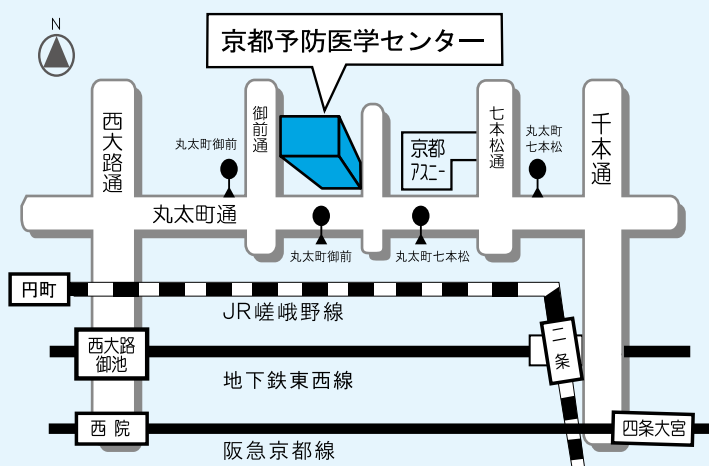 N
京都予防医学センター
西大路通
御前通
七本松通
千本通
丸太町御前
丸太町
七本松
京都
アスニー
丸太町通
丸太町御前
丸太町七本松
円町
JR嵯峨野線
西大路
御池
二条
地下鉄東西線
西院
四条大宮
阪急京都線